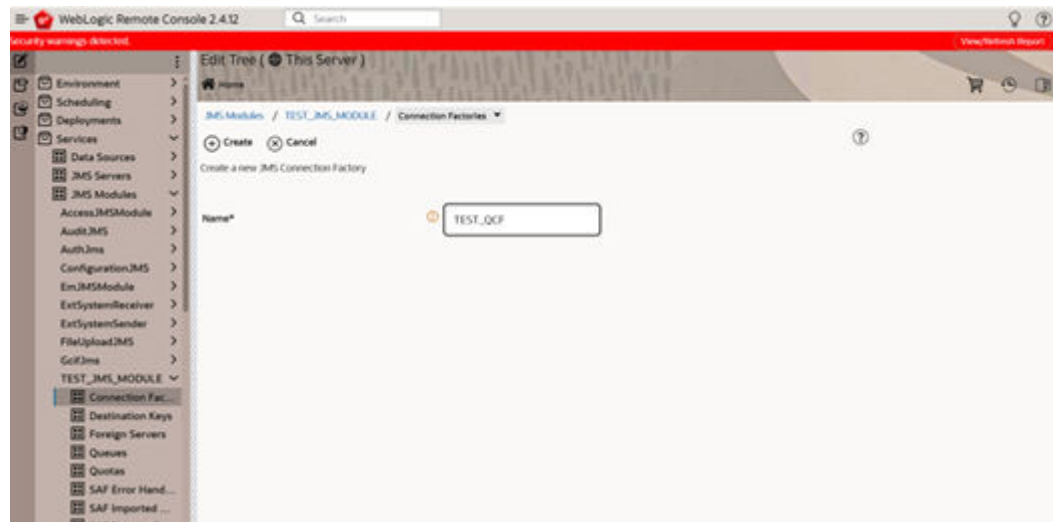 WebLogic Remote Console 2.4.12
Search
Security warnings detected.
View/Refresh Report
Edit Tree ( This Server )
Home
JMS Modules / TEST_JMS_MODULE / Connection Factories
Create Cancel
Create a new JMS Connection Factory
Name*
TEST_QCF
Environment
Scheduling
Deployments
Services
Data Sources
JMS Servers
JMS Modules
AccessJMSModule
AuditJMS
AuthJms
ConfigurationJMS
EmJMSModule
ExtSystemReceiver
ExtSystemSender
FileUploadJMS
GcifJms
TEST_JMS_MODULE
Connection Fac...
Destination Keys
Foreign Servers
Queues
Quotas
SAF Error Hand...
SAF Imported ...